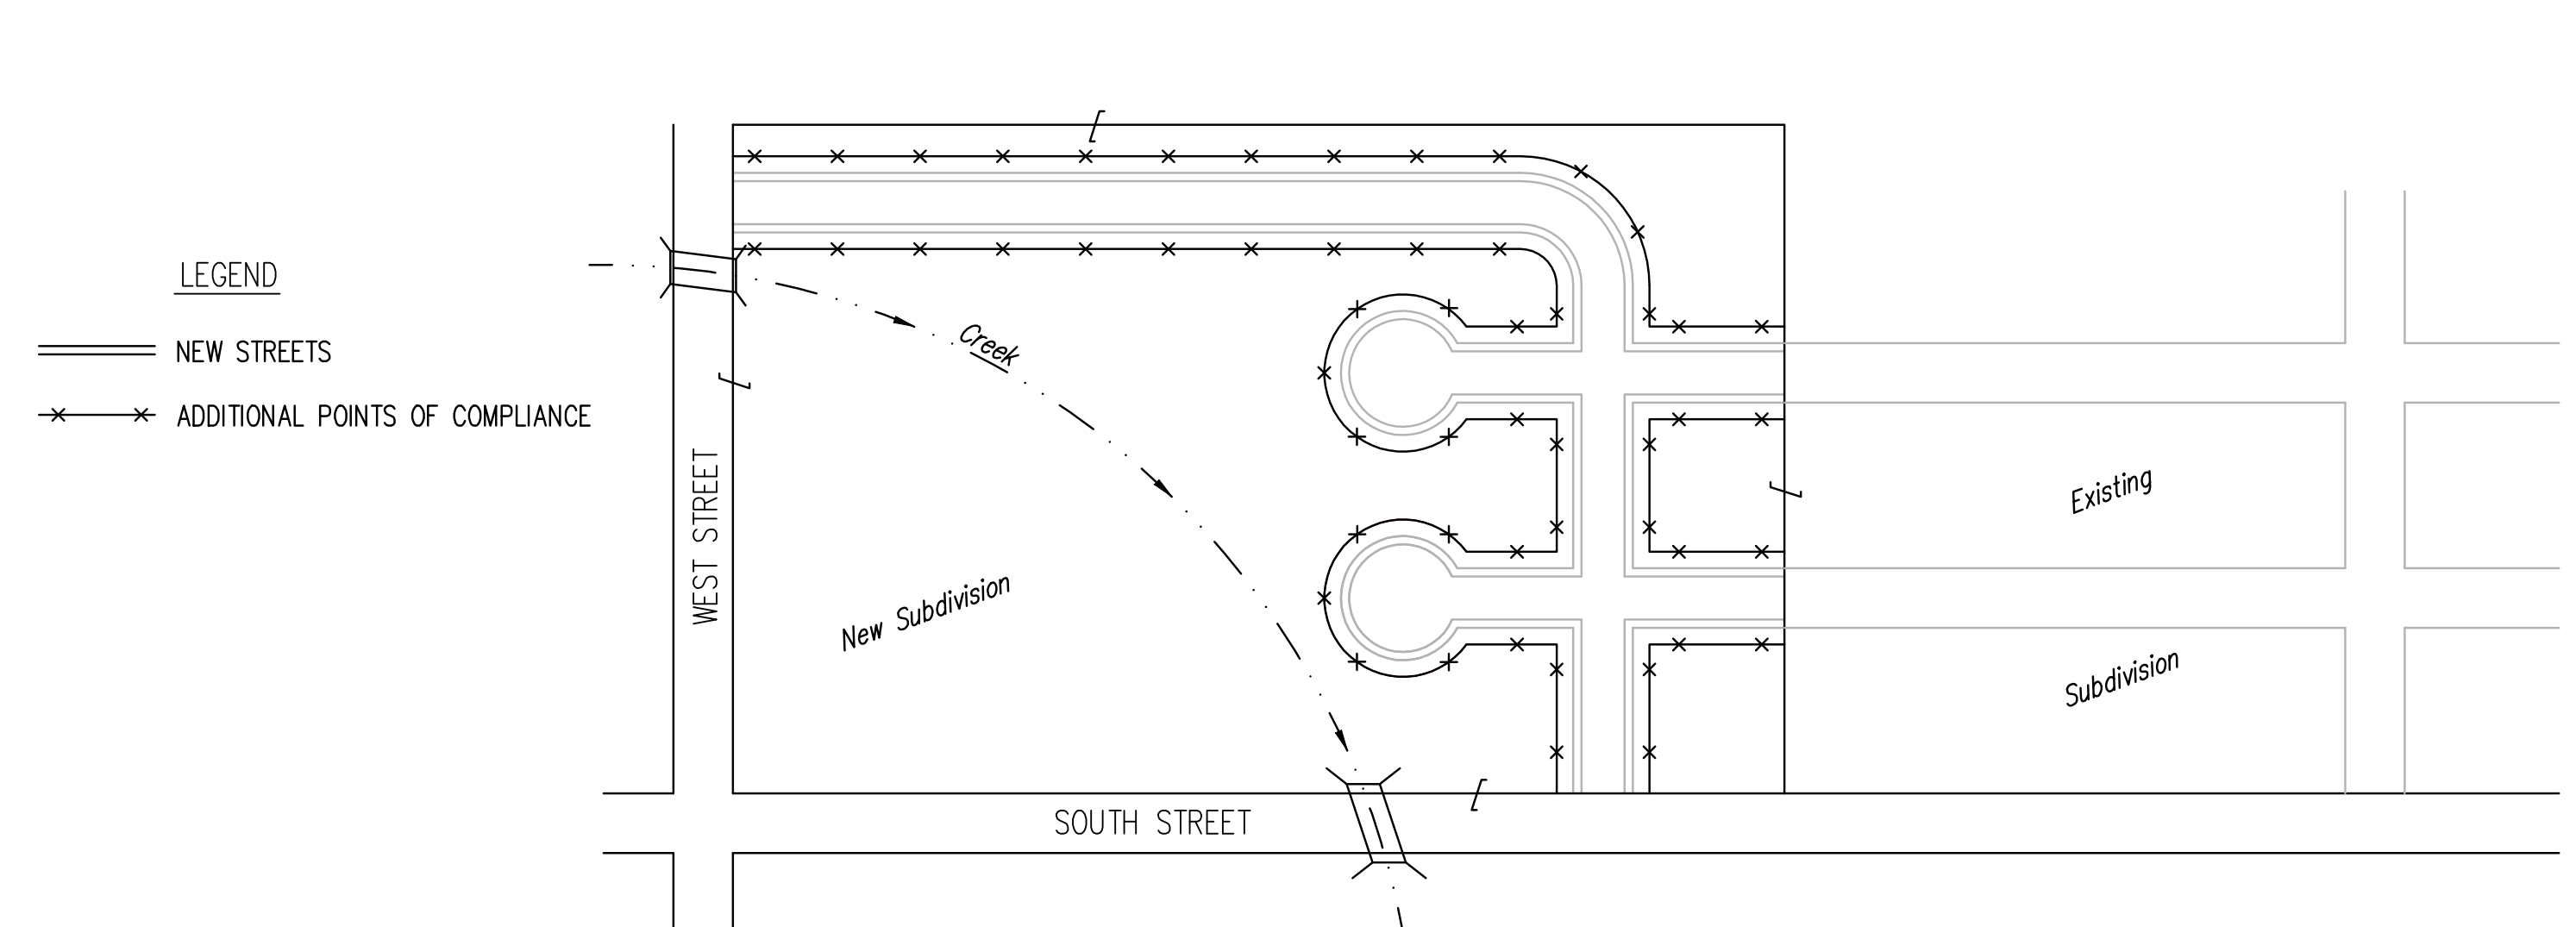 LEGEND
NEW STREETS
ADDITIONAL POINTS OF COMPLIANCE
WEST STREET
Creek
New Subdivision
SOUTH STREET
Existing
Subdivision